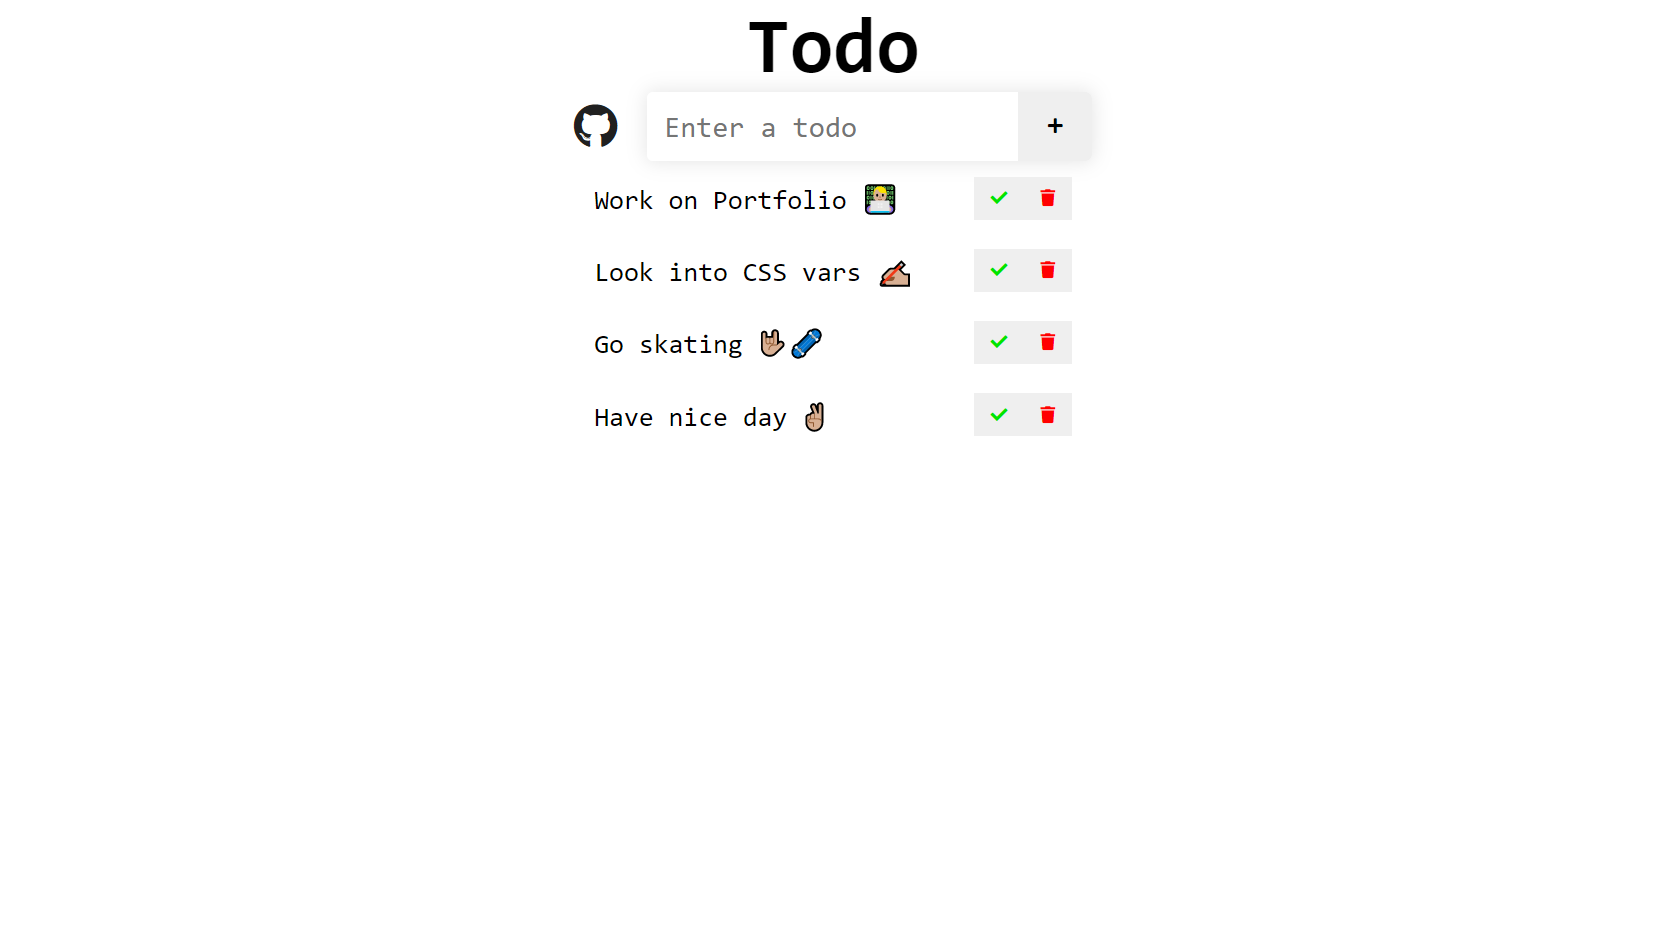 Todo
Enter a todo +
Work on Portfolio 👨🏼‍💻
Look into CSS vars ✍🏼
Go skating 🤟🏼🛹
Have nice day ✌🏼